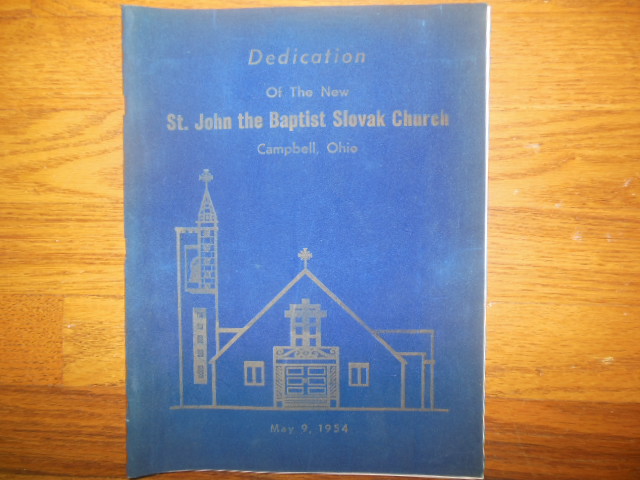 Dedication
Of The New
St. John the Baptist Slovak Church
Campbell, Ohio
May 9, 1954